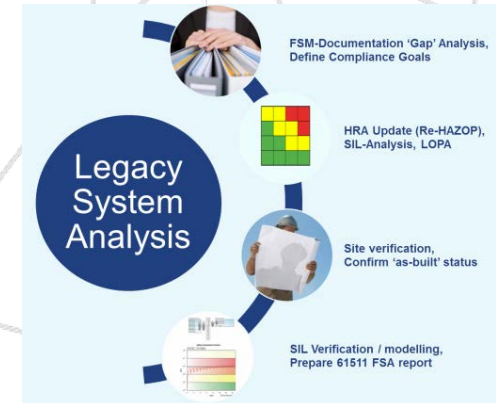 FSM-Documentation ‘Gap’ Analysis,
Define Compliance Goals
Legacy
System
Analysis
HRA Update (Re-HAZOP),
SIL-Analysis, LOPA
Site verification,
Confirm ‘as-built’ status
SIL Verification / modelling,
Prepare 61511 FSA report